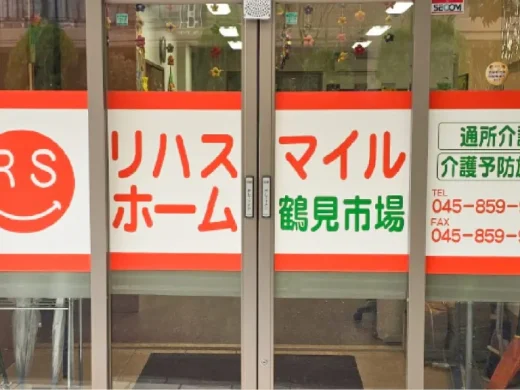 SECOM
RS
リハスマイル
ホーム鶴見市場
通所介
介護予防
TEL
045-859-
FAX
045-859-